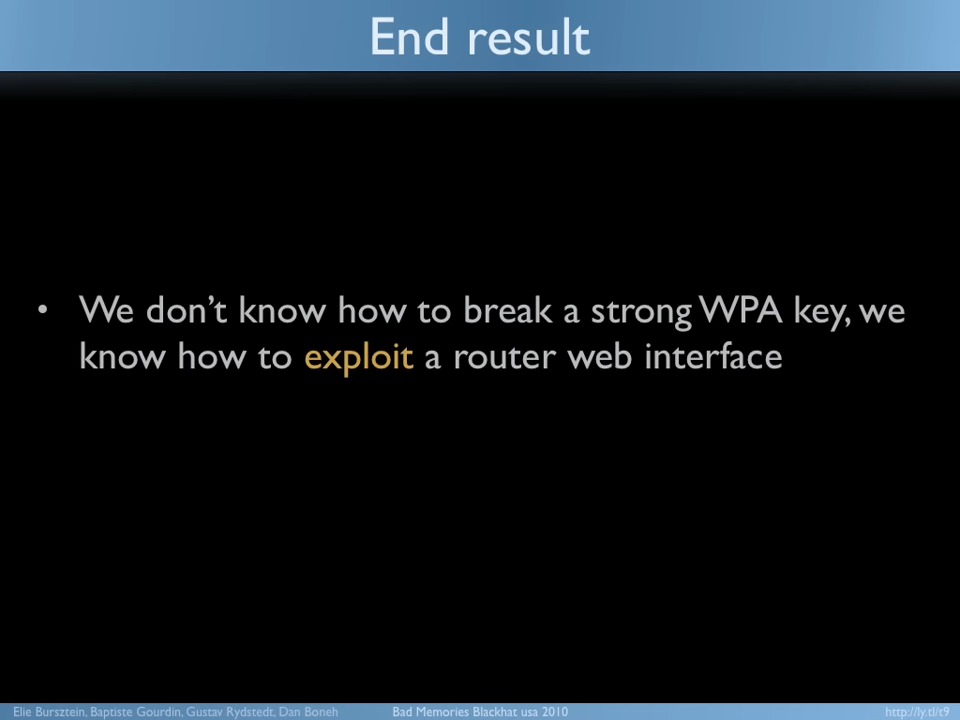 End result
• We don't know how to break a strong WPA key, we
know how to exploit a router web interface
Elie Bursztein, Baptiste Gourdin, Gustav Rydstedt, Dan Boneh Bad Memories Blackhat usa 2010 http://ly.tl/t9